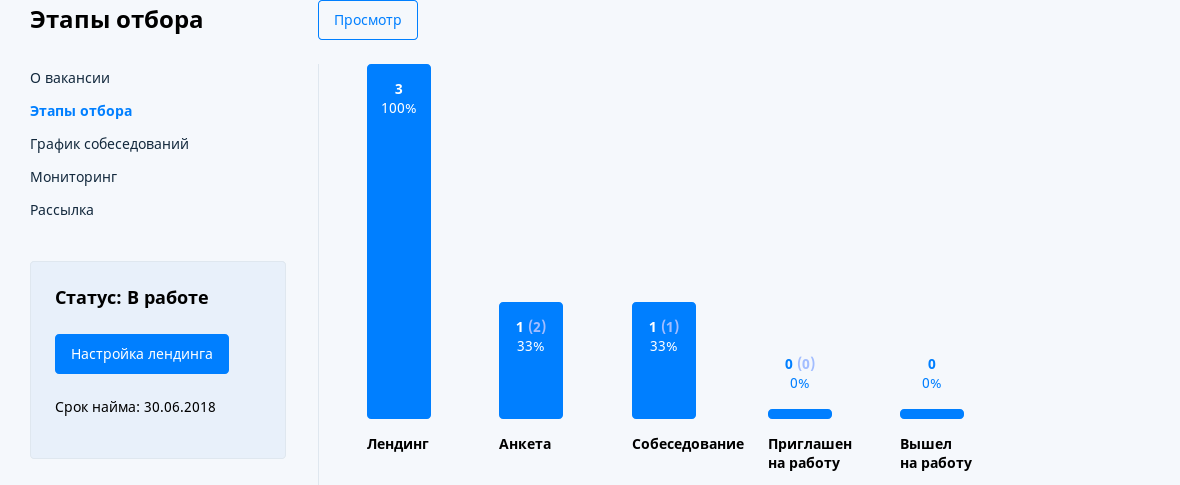 Этапы отбора
Просмотр
О вакансии
Этапы отбора
График собеседований
Мониторинг
Рассылка
Статус: В работе
Настройка лендинга
Срок найма: 30.06.2018
3
100%
Лендинг
1 (2)
33%
Анкета
1 (1)
33%
Собеседование
0 (0)
0%
Приглашен
на работу
0
0%
Вышел
на работу